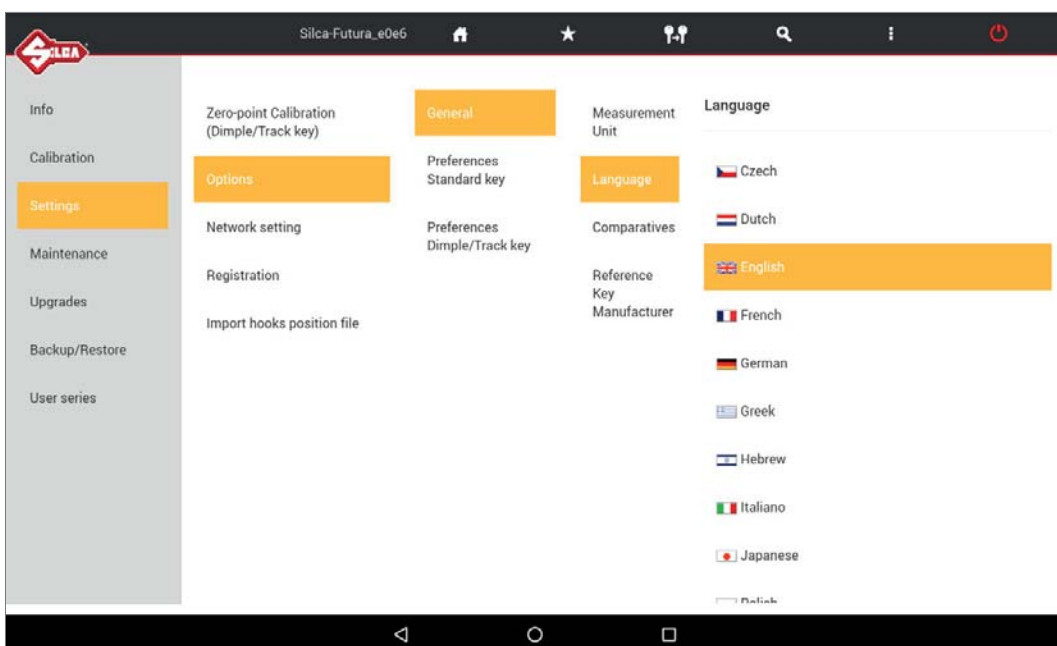 Silca-Futura_e0e6
SILCA
Info
Calibration
Settings
Maintenance
Upgrades
Backup/Restore
User series
Zero-point Calibration
(Dimple/Track key)
Options
Network setting
Registration
Import hooks position file
General
Preferences
Standard key
Preferences
Dimple/Track key
Measurement
Unit
Language
Comparatives
Reference
Key
Manufacturer
Language
Czech
Dutch
English
French
German
Greek
Hebrew
Italiano
Japanese
Polish